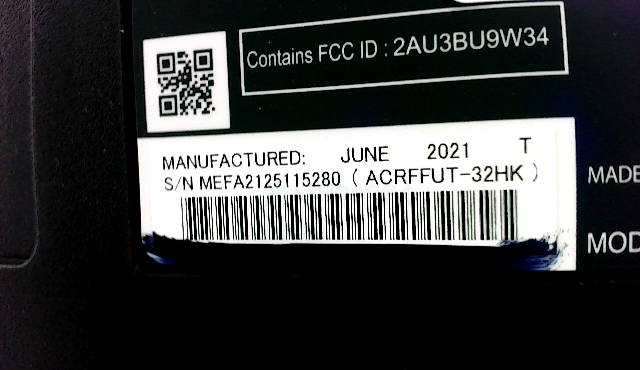 Contains FCC ID : 2AU3BU9W34
MANUFACTURED: JUNE 2021 T
S/N MEFA2125115280 ( ACRFFUT-32HK )
MADE
MOD